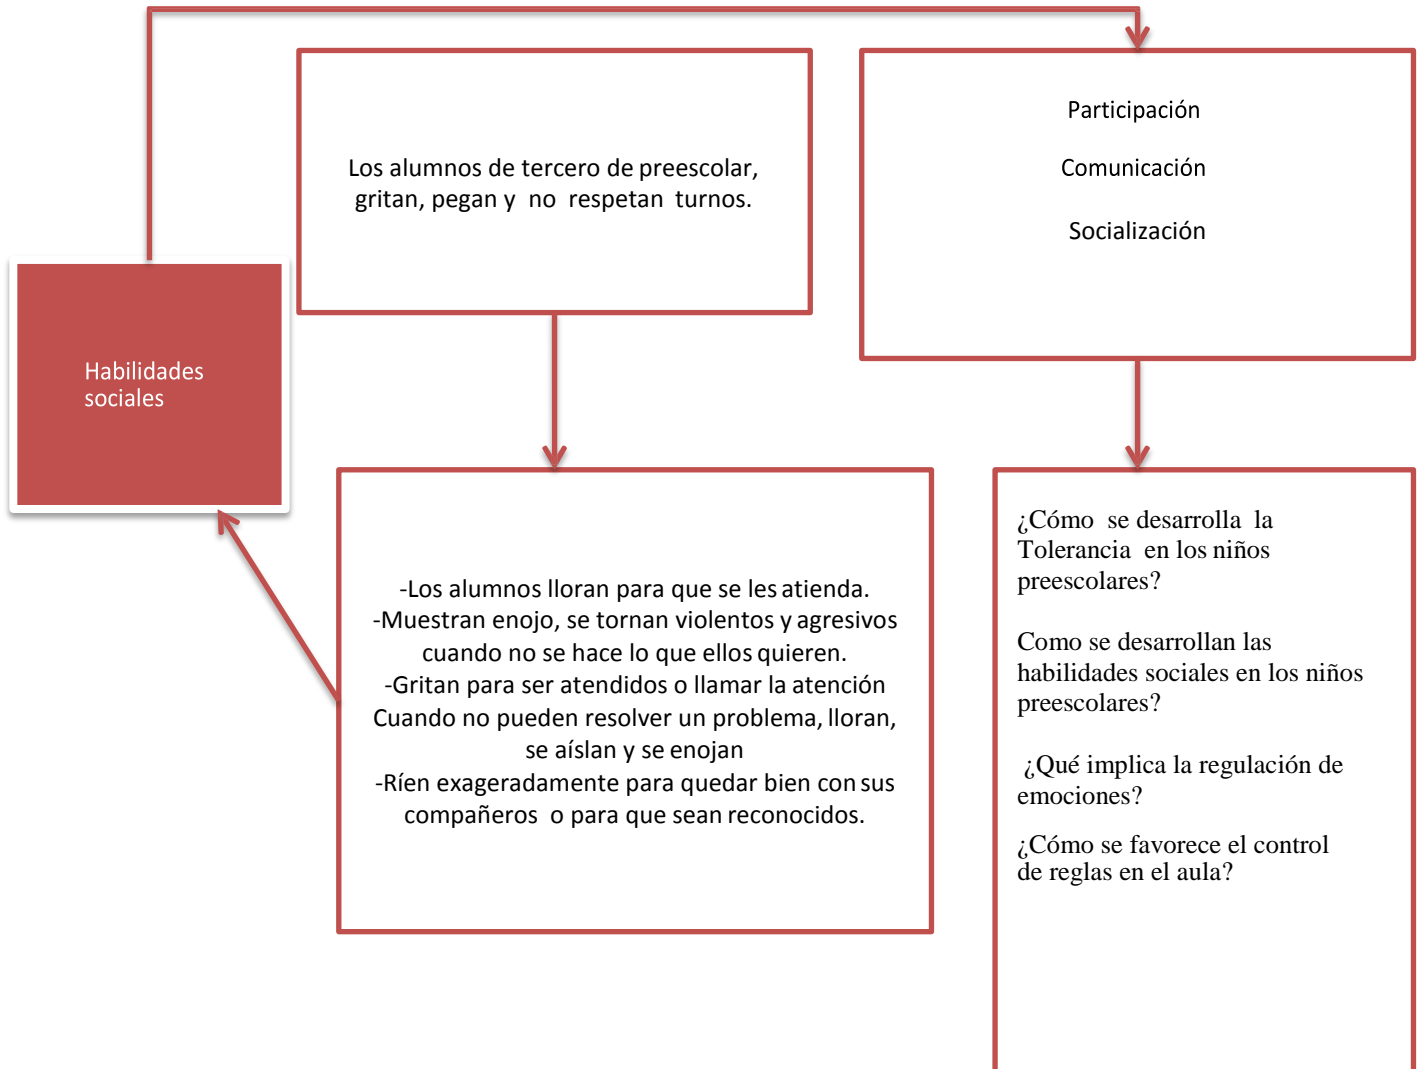 Los alumnos de tercero de preescolar,
gritan, pegan y no respetan turnos.
Participación
Comunicación
Socialización
Habilidades
sociales
-Los alumnos lloran para que se les atienda.
-Muestran enojo, se tornan violentos y agresivos
cuando no se hace lo que ellos quieren.
-Gritan para ser atendidos o llamar la atención
Cuando no pueden resolver un problema, lloran,
se aíslan y se enojan
-Ríen exageradamente para quedar bien con sus
compañeros o para que sean reconocidos.
¿Cómo se desarrolla la
Tolerancia en los niños
preescolares?
Como se desarrollan las
habilidades sociales en los niños
preescolares?
¿Qué implica la regulación de
emociones?
¿Cómo se favorece el control
de reglas en el aula?